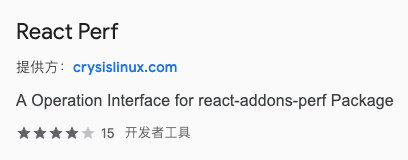 React Perf
提供方：crysislinux.com
A Operation Interface for react-addons-perf Package
★★★★★ 15 开发者工具